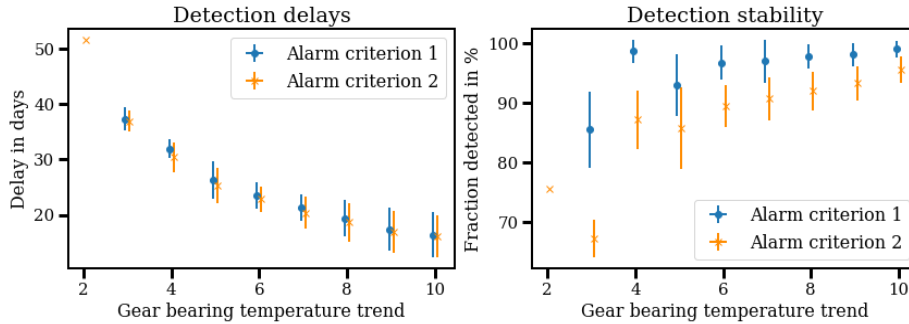 Detection delays
50
40
30
20
Delay in days
Alarm criterion 1
Alarm criterion 2
2 4 6 8 10
Gear bearing temperature trend
Detection stability
100
90
80
70
Fraction detected in %
Alarm criterion 1
Alarm criterion 2
2 4 6 8 10
Gear bearing temperature trend